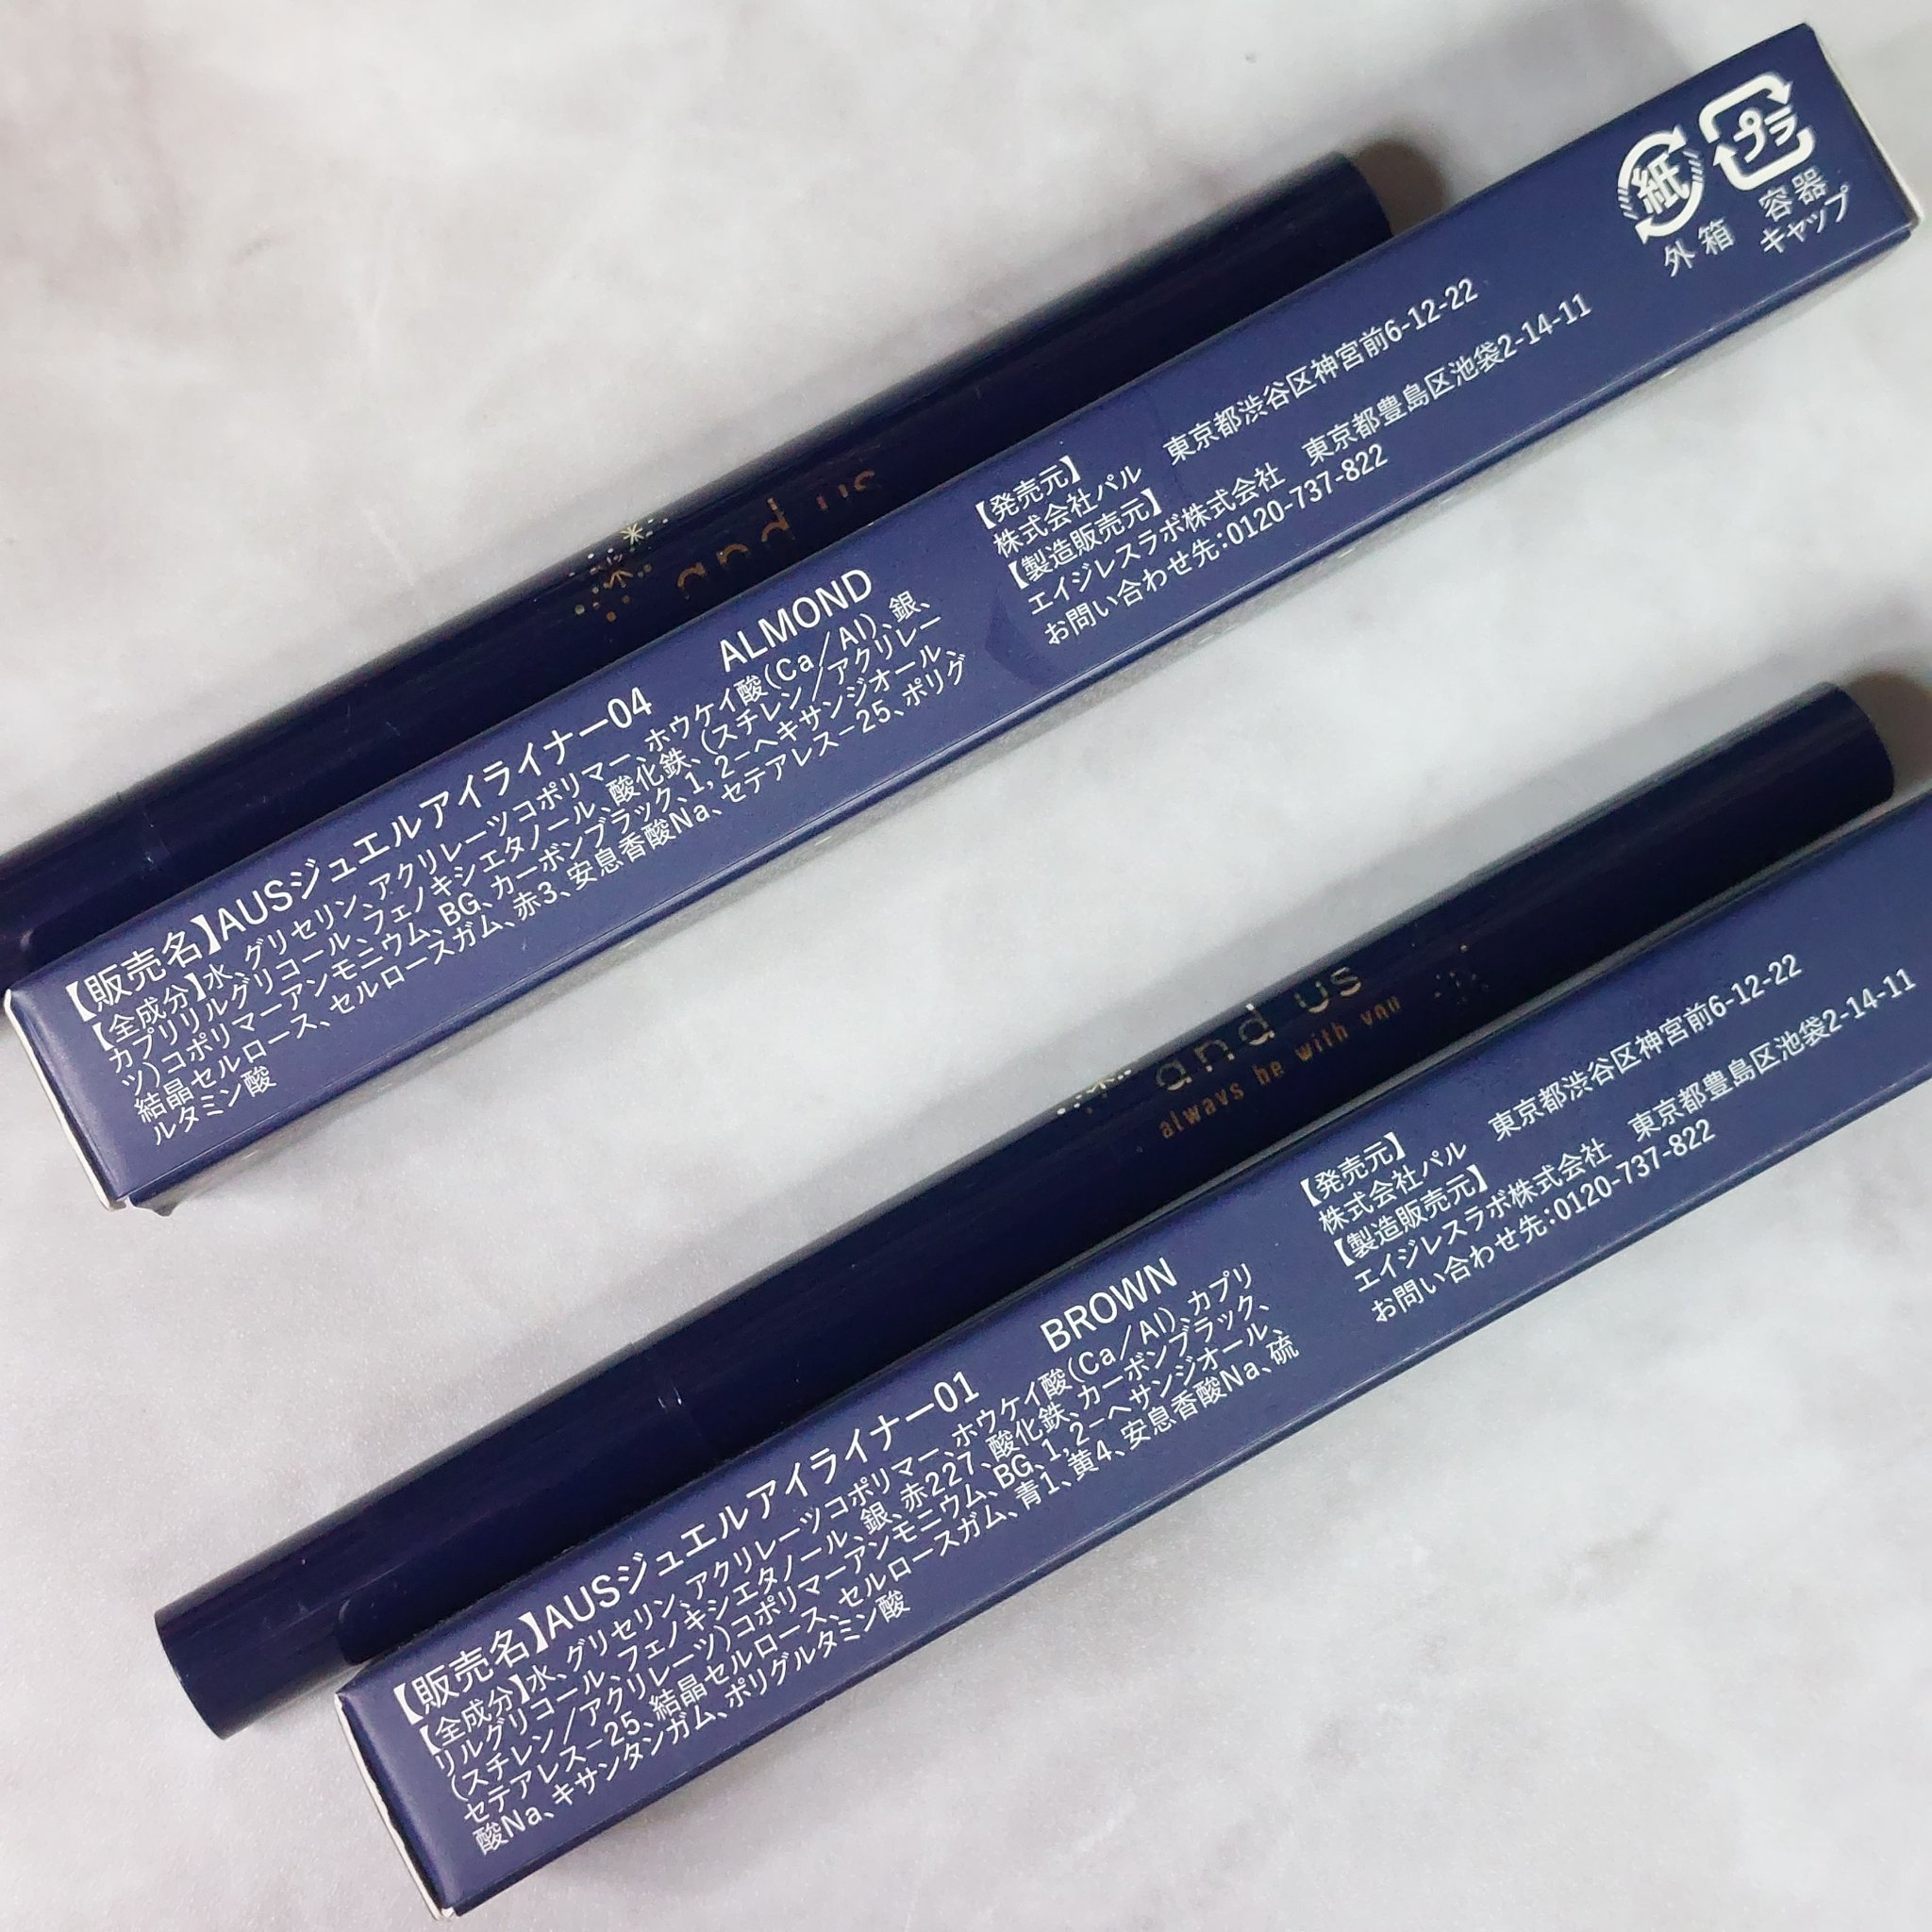 and us
【販売名】AUSジュエルアイライナー04 ALMOND
【全成分】水、グリセリン、アクリレーツコポリマー、ホウケイ酸(Ca/Al)、銀、
カプリリルグリコール、フェノキシエタノール、酸化鉄、(スチレン/アクリレー
ツ)コポリマーアンモニウム、BG、カーボンブラック、1,2-ヘキサンジオール、
結晶セルロース、セルロースガム、赤3、安息香酸Na、セテアレス-25、ポリグ
ルタミン酸
【発売元】
株式会社パル 東京都渋谷区神宮前6-12-22
【製造販売元】
エイジレスラボ株式会社 東京都豊島区池袋2-14-11
お問い合わせ先:0120-737-822
紙
外箱
プラ
容器
キャップ
and us
always be with you
【販売名】AUSジュエルアイライナー01 BROWN
【全成分】水、グリセリン、アクリレーツコポリマー、ホウケイ酸(Ca/Al)、カプリ
リルグリコール、フェノキシエタノール、銀、赤227、酸化鉄、カーボンブラック、
(スチレン/アクリレーツ)コポリマーアンモニウム、BG、1,2-ヘサンジオール、
セテアレス-25、結晶セルロース、セルロースガム、青1、黄4、安息香酸Na、硫
酸Na、キサンタンガム、ポリグルタミン酸
【発売元】
株式会社パル 東京都渋谷区神宮前6-12-22
【製造販売元】
エイジレスラボ株式会社 東京都豊島区池袋2-14-11
お問い合わせ先:0120-737-822